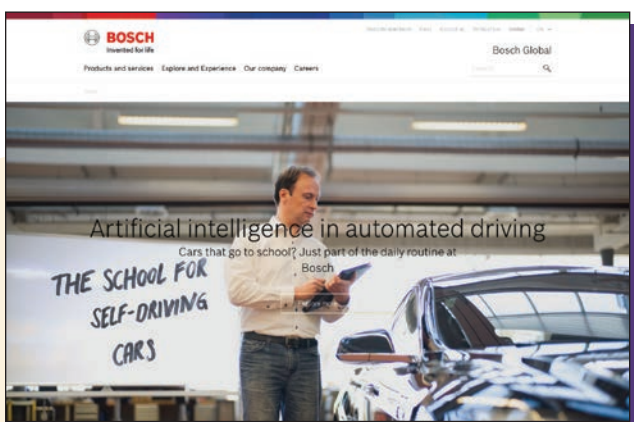 BOSCH
Invented for life
Bosch Global
Products and services Explore and Experience Our company Careers
Artificial intelligence in automated driving
Cars that go to school? Just part of the daily routine at
Bosch
THE SCHOOL FOR
SELF-DRIVING
CARS